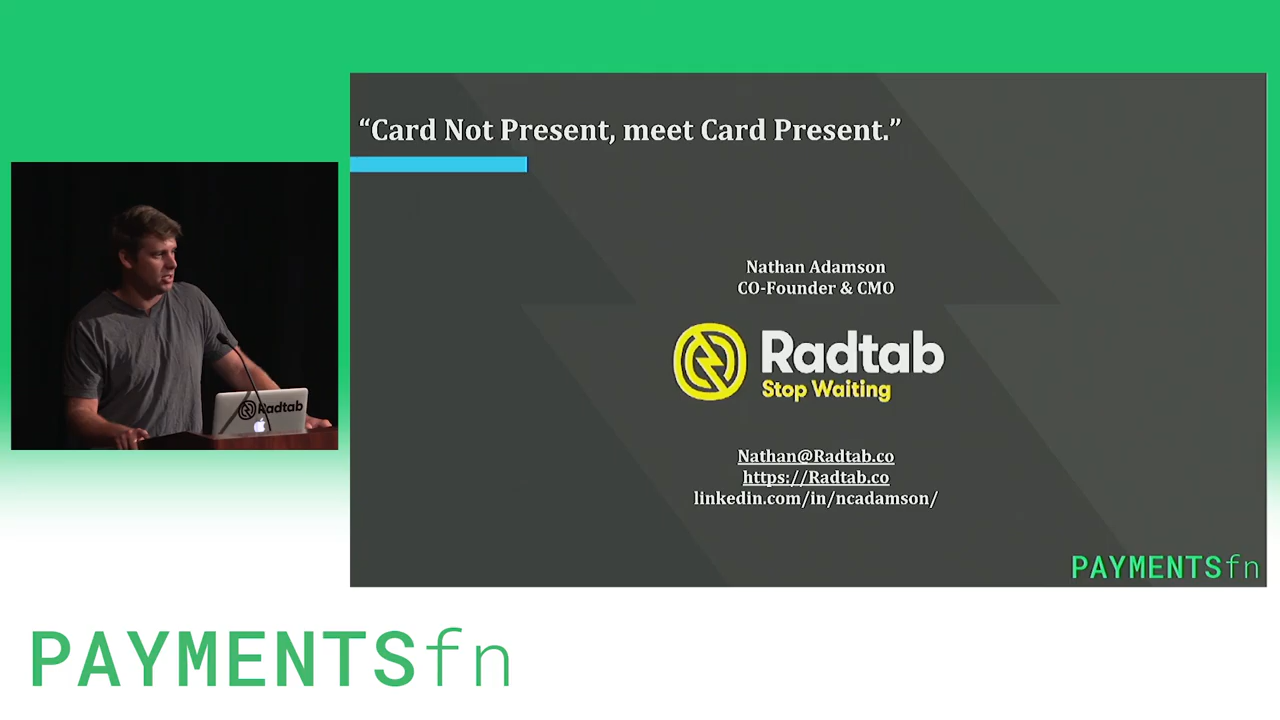 “Card Not Present, meet Card Present.”
Nathan Adamson
CO-Founder & CMO
Radtab
Stop Waiting
Nathan@Radtab.co
https://Radtab.co
linkedin.com/in/ncadamson/
PAYMENTSfn
Radtab
PAYMENTSfn